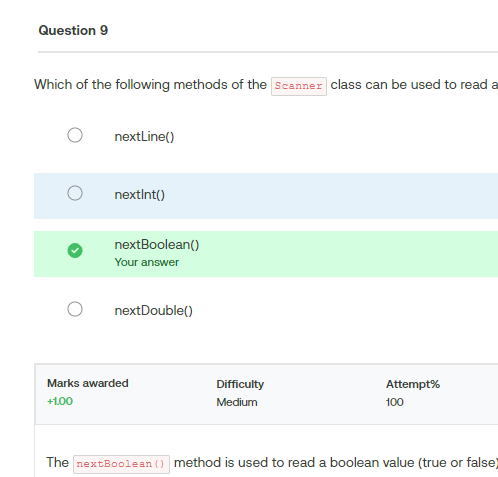 Question 9
Which of the following methods of the Scanner class can be used to read a
nextLine()
nextInt()
nextBoolean()
Your answer
nextDouble()
Marks awarded Difficulty Attempt%
+1.00 Medium 100
The nextBoolean() method is used to read a boolean value (true or false)